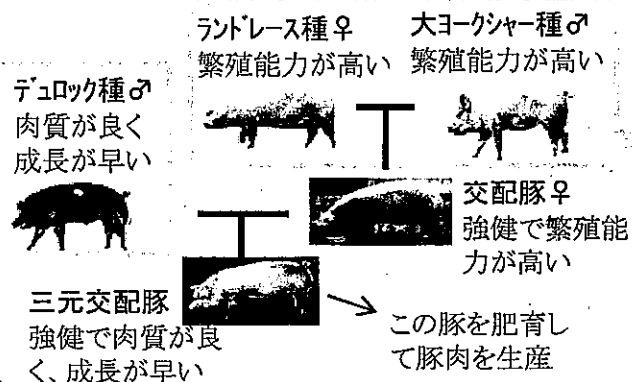 ランドレース種♀
繁殖能力が高い
大ヨークシャー種♂
繁殖能力が高い
デュロック種♂
肉質が良く
成長が早い
交配豚♀
強健で繁殖能
力が高い
三元交配豚
強健で肉質が良
く、成長が早い
この豚を肥育し
て豚肉を生産